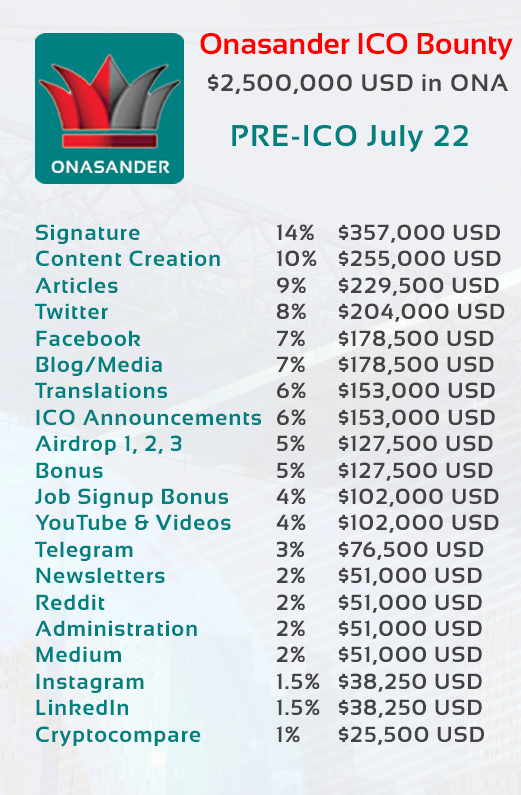 Onasander ICO Bounty
$2,500,000 USD in ONA
PRE-ICO July 22
ONASANDER
Signature 14% $357,000 USD
Content Creation 10% $255,000 USD
Articles 9% $229,500 USD
Twitter 8% $204,000 USD
Facebook 7% $178,500 USD
Blog/Media 7% $178,500 USD
Translations 6% $153,000 USD
ICO Announcements 6% $153,000 USD
Airdrop 1, 2, 3 5% $127,500 USD
Bonus 5% $127,500 USD
Job Signup Bonus 4% $102,000 USD
YouTube & Videos 4% $102,000 USD
Telegram 3% $76,500 USD
Newsletters 2% $51,000 USD
Reddit 2% $51,000 USD
Administration 2% $51,000 USD
Medium 2% $51,000 USD
Instagram 1.5% $38,250 USD
LinkedIn 1.5% $38,250 USD
Cryptocompare 1% $25,500 USD